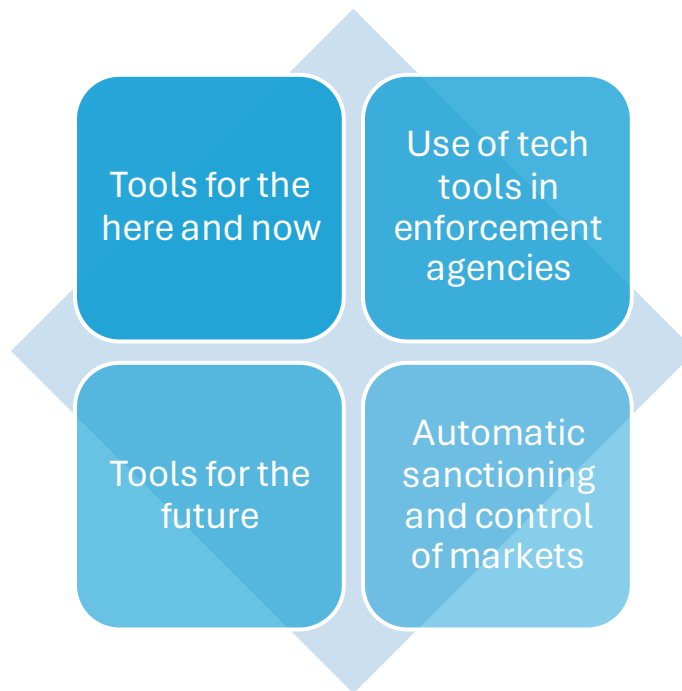 Tools for the
here and now
Use of tech
tools in
enforcement
agencies
Tools for the
future
Automatic
sanctioning
and control
of markets